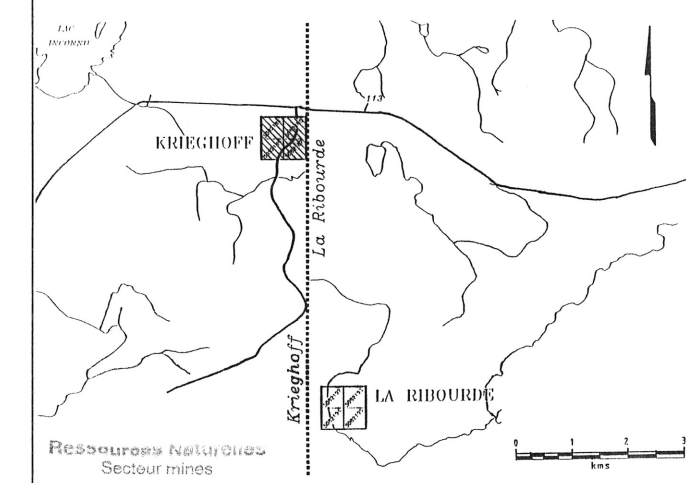 LAC
INCONNU
113
KRIEGHOFF
La Ribourde
Krieghoff
LA RIBOURDE
Ressources Naturelles
Secteur mines
0 1 2 3
kms